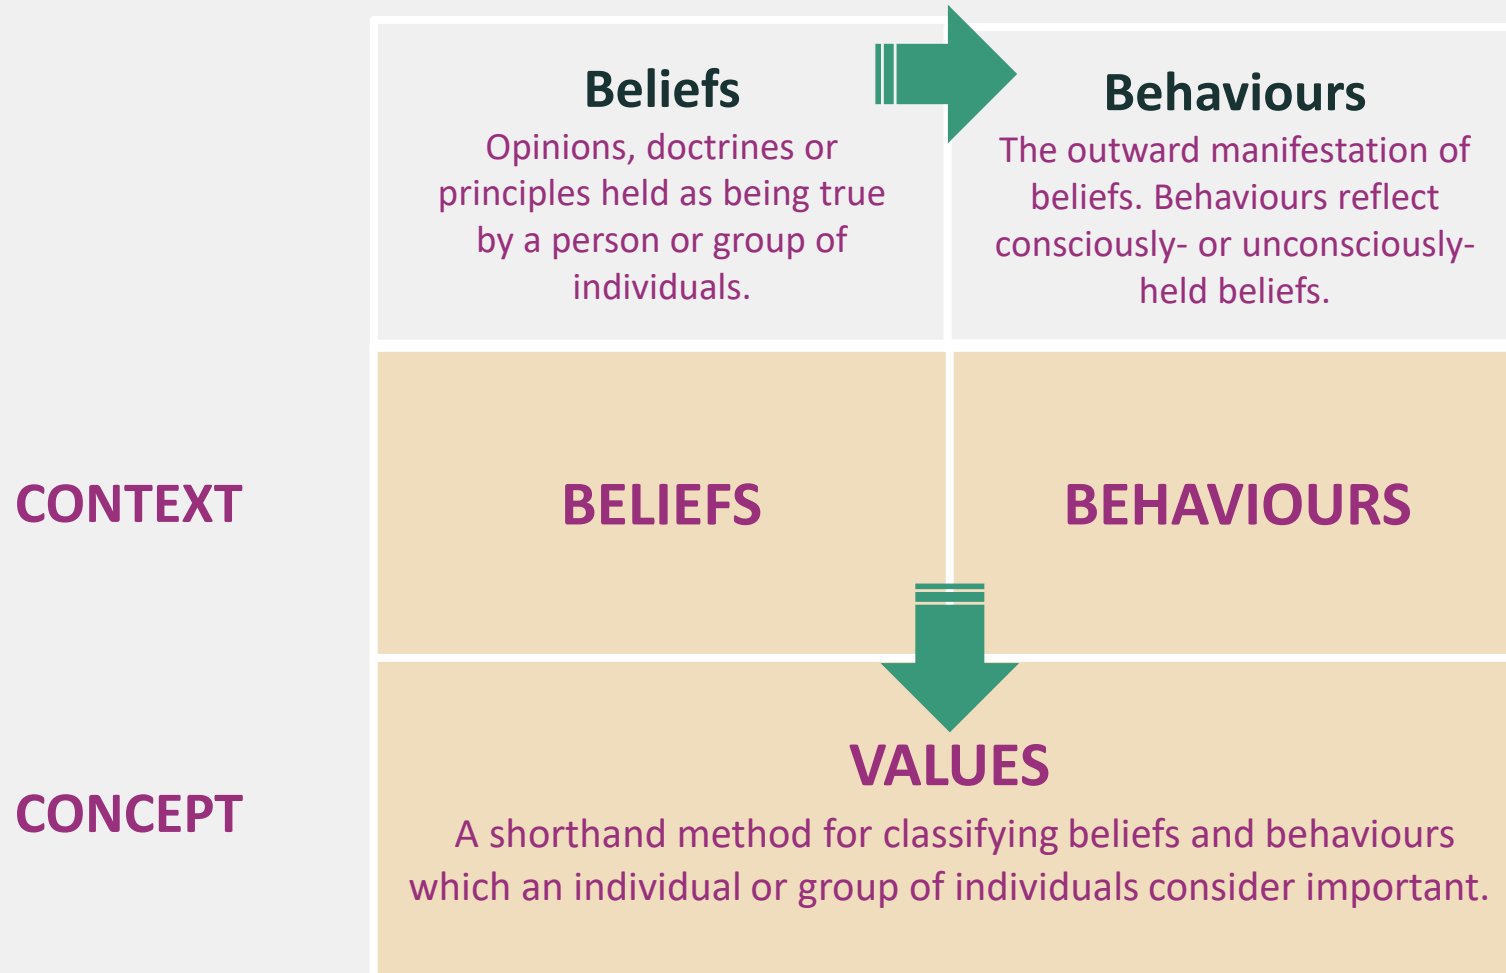 Beliefs
Opinions, doctrines or
principles held as being true
by a person or group of
individuals.
Behaviours
The outward manifestation of
beliefs. Behaviours reflect
consciously- or unconsciously-
held beliefs.
CONTEXT
BELIEFS
BEHAVIOURS
CONCEPT
VALUES
A shorthand method for classifying beliefs and behaviours
which an individual or group of individuals consider important.